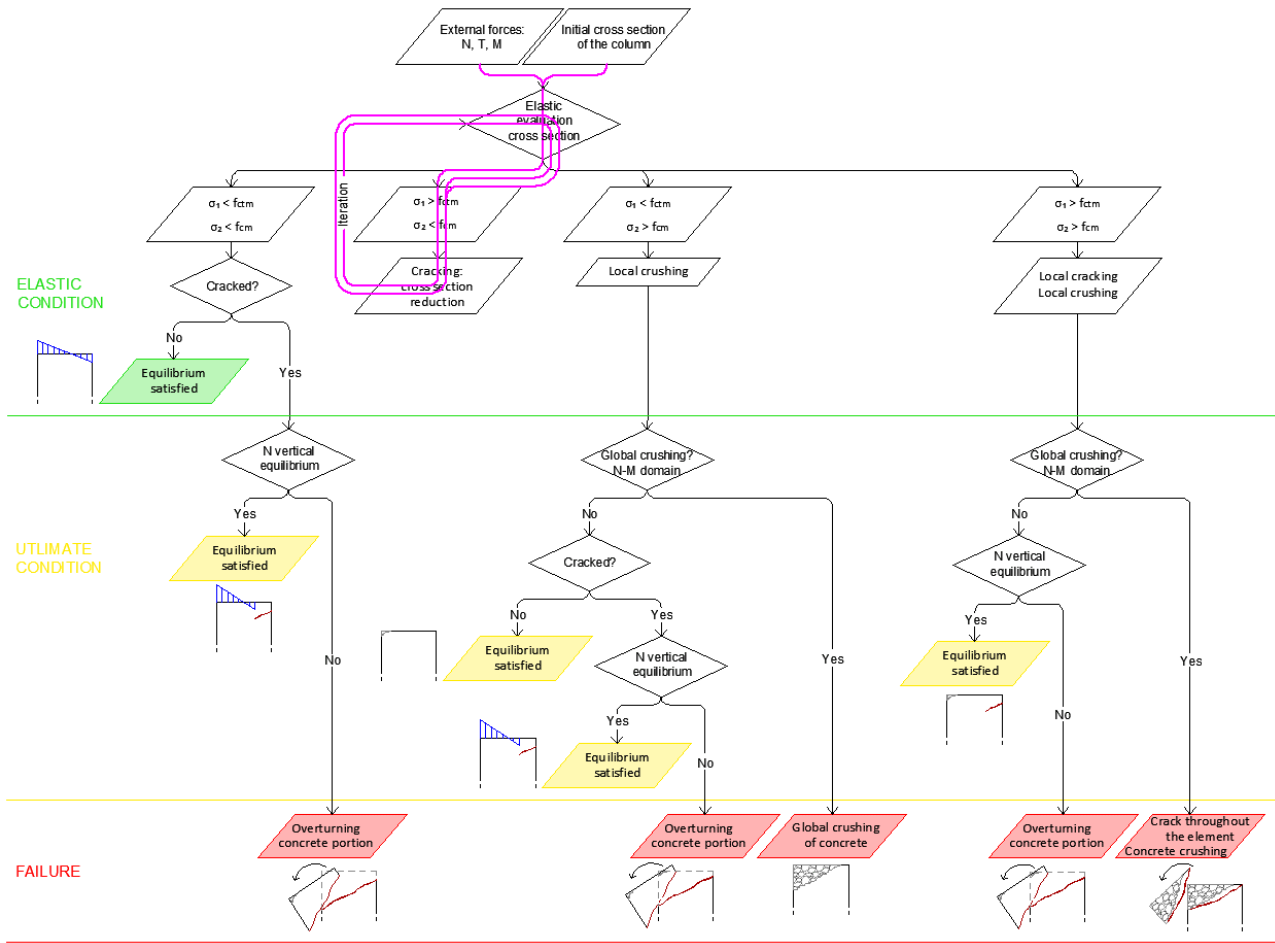 External forces:
N, T, M
Initial cross section
of the column
Elastic
evaluation
cross section
Iteration
σ₁ < fctm
σ₂ < fcm
σ₁ > fctm
σ₂ < fcm
σ₁ < fctm
σ₂ > fcm
σ₁ > fctm
σ₂ > fcm
ELASTIC
CONDITION
Cracked?
Cracking:
cross section
reduction
Local crushing
Local cracking
Local crushing
No
Yes
Equilibrium
satisfied
N vertical
equilibrium
Global crushing?
N-M domain
Global crushing?
N-M domain
UTLIMATE
CONDITION
Yes
No
Equilibrium
satisfied
No
Yes
Cracked?
No
Yes
Equilibrium
satisfied
N vertical
equilibrium
Yes
No
Equilibrium
satisfied
No
Yes
N vertical
equilibrium
Yes
No
Equilibrium
satisfied
FAILURE
Overturning
concrete portion
Overturning
concrete portion
Global crushing
of concrete
Overturning
concrete portion
Crack throughout
the element
Concrete crushing